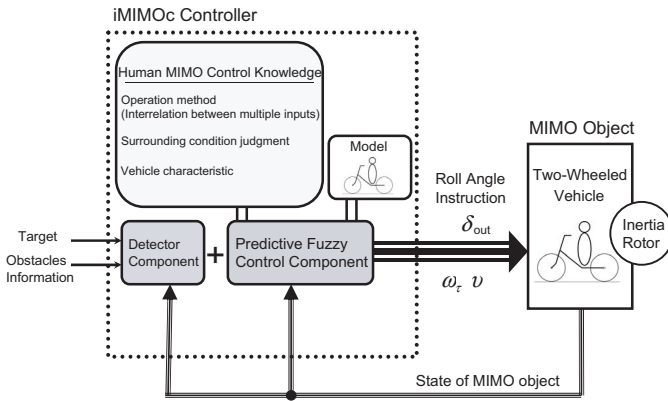 iMIMOc Controller
Human MIMO Control Knowledge
Operation method
(Interrelation between multiple inputs)
Surrounding condition judgment
Vehicle characteristic
Model
Target
Obstacles
Information
Detector
Component
+
Predictive Fuzzy
Control Component
Roll Angle
Instruction
δout
ωτ υ
MIMO Object
Two-Wheeled
Vehicle
Inertia
Rotor
State of MIMO object